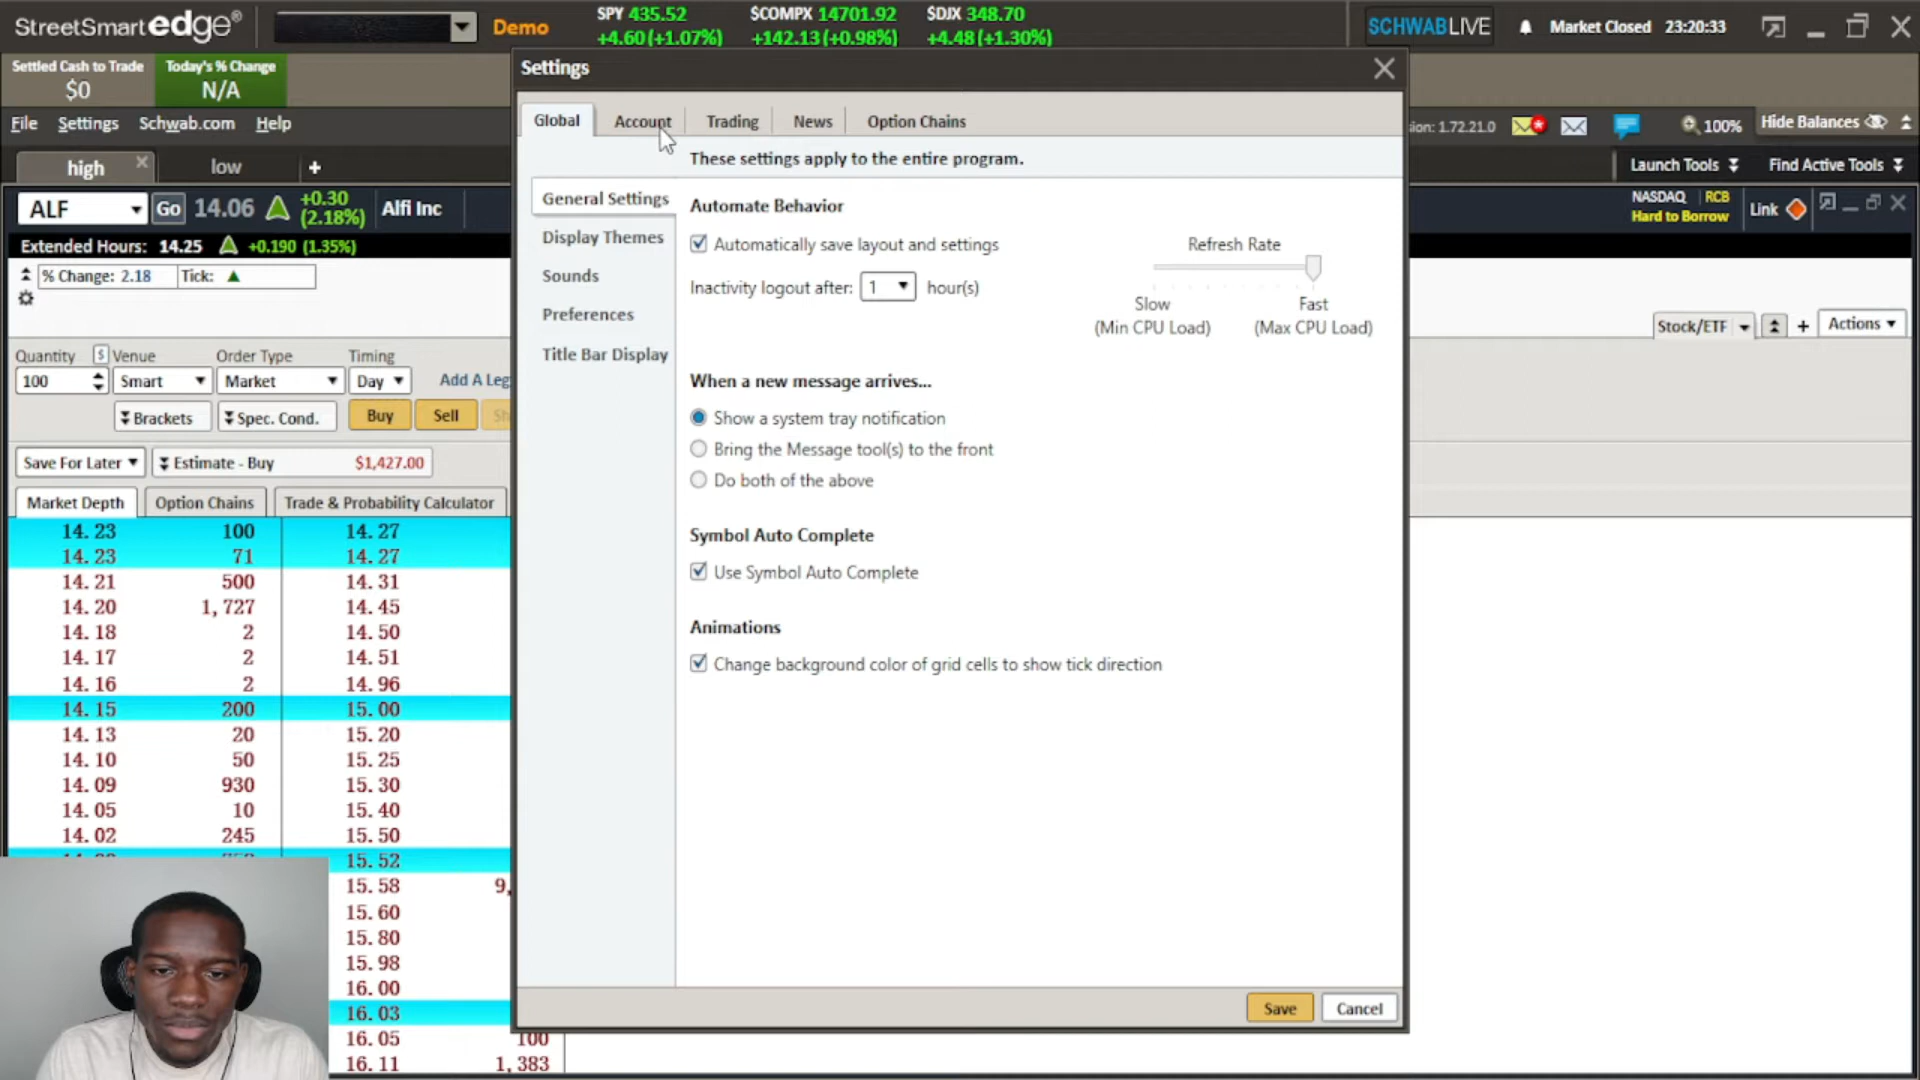 StreetSmart edge®
Demo
SPY 435.52
+4.60 (+1.07%)
$COMPX 14701.92
+142.13 (+0.98%)
$DJX 348.70
+4.48 (+1.30%)
SCHWABLIVE
Market Closed 23:20:33
Settled Cash to Trade
$0
Today's % Change
N/A
File Settings Schwab.com Help
ion: 1.72.21.0
100%
Hide Balances
high
low
+
Launch Tools
Find Active Tools
ALF
Go
14.06
+0.30
(2.18%)
Alfi Inc
NASDAQ RCB
Hard to Borrow
Link
Extended Hours: 14.25 +0.190 (1.35%)
% Change: 2.18 Tick:
Stock/ETF
+
Actions
Quantity $ Venue Order Type Timing
100 Smart Market Day Add A Leg
Brackets Spec. Cond. Buy Sell Sh
Save For Later Estimate - Buy $1,427.00
Market Depth Option Chains Trade & Probability Calculator
14.23 100 14.27
14.23 71 14.27
14.21 500 14.31
14.20 1,727 14.45
14.18 2 14.50
14.17 2 14.51
14.16 2 14.96
14.15 200 15.00
14.13 20 15.20
14.10 50 15.25
14.09 930 15.30
14.05 10 15.40
14.02 245 15.50
15.52
15.58 9,
15.60
15.80
15.98
16.00
16.03
16.05 100
16.11 1,383
Settings
Global Account Trading News Option Chains
These settings apply to the entire program.
General Settings
Display Themes
Sounds
Preferences
Title Bar Display
Automate Behavior
Automatically save layout and settings
Inactivity logout after: 1 hour(s)
Refresh Rate
Slow Fast
(Min CPU Load) (Max CPU Load)
When a new message arrives...
Show a system tray notification
Bring the Message tool(s) to the front
Do both of the above
Symbol Auto Complete
Use Symbol Auto Complete
Animations
Change background color of grid cells to show tick direction
Save Cancel